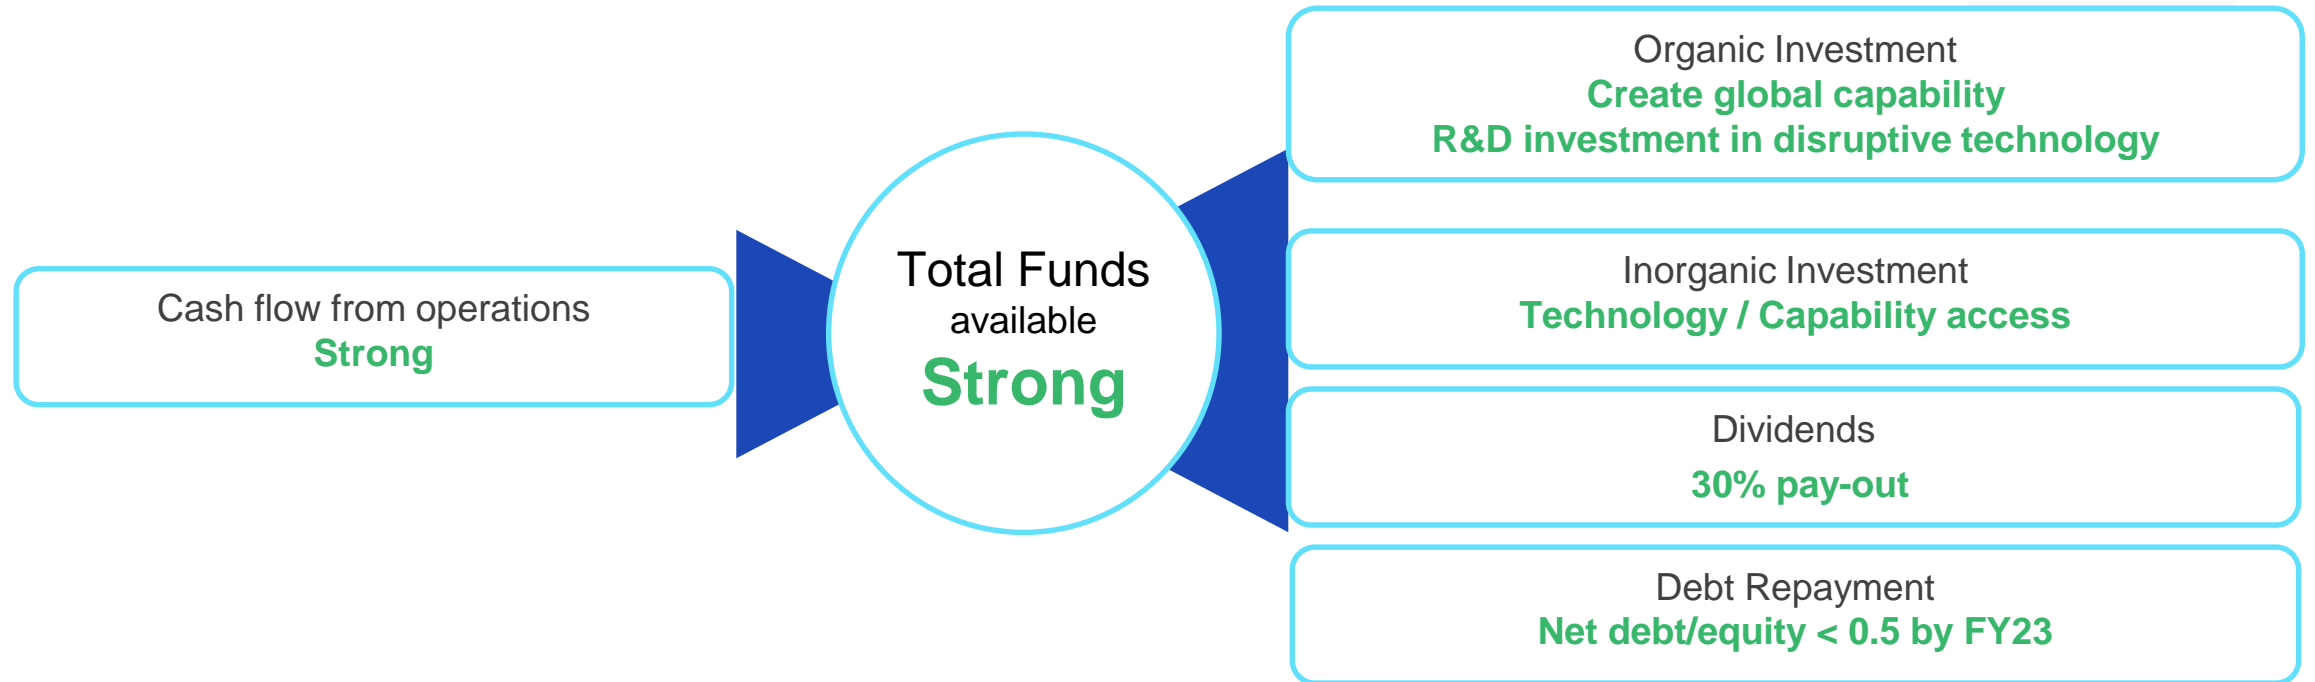 Cash flow from operations
Strong
Total Funds
available
Strong
Organic Investment
Create global capability
R&D investment in disruptive technology
Inorganic Investment
Technology / Capability access
Dividends
30% pay-out
Debt Repayment
Net debt/equity < 0.5 by FY23